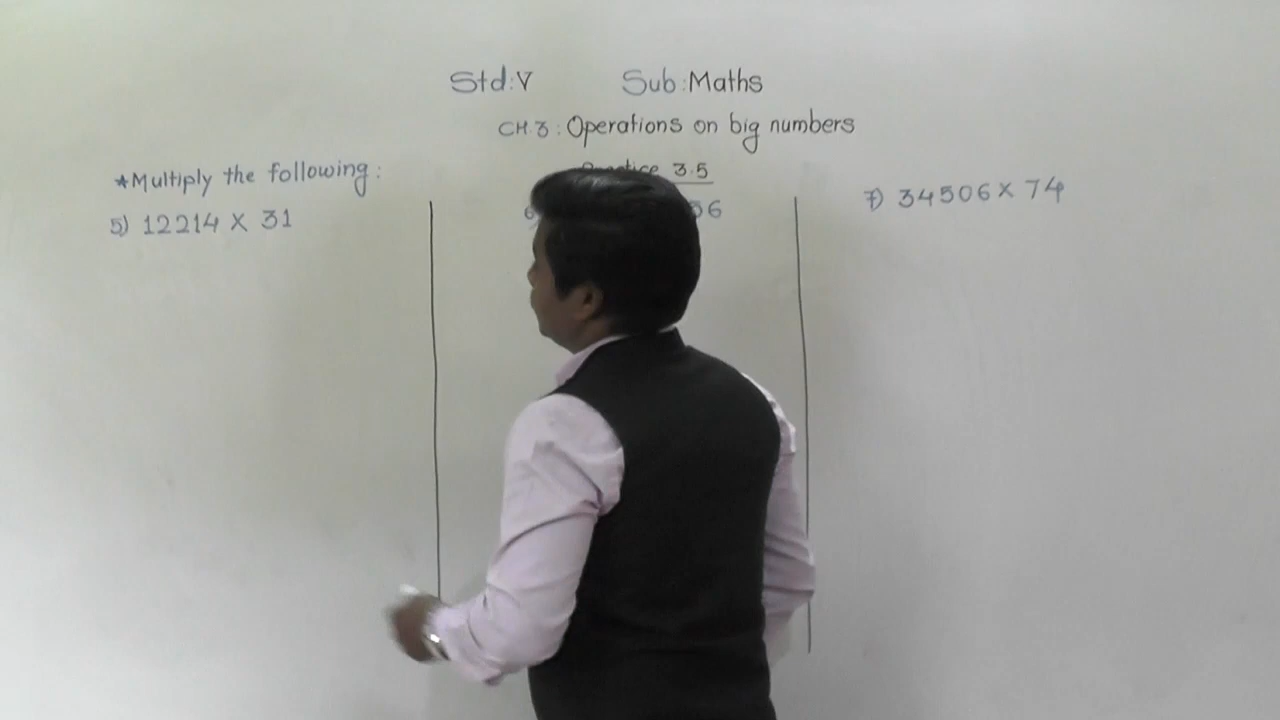 Std:V Sub:Maths
CH.3: Operations on big numbers
Practice 3.5
*Multiply the following:
5) 12214 X 31
7) 34506 X 74